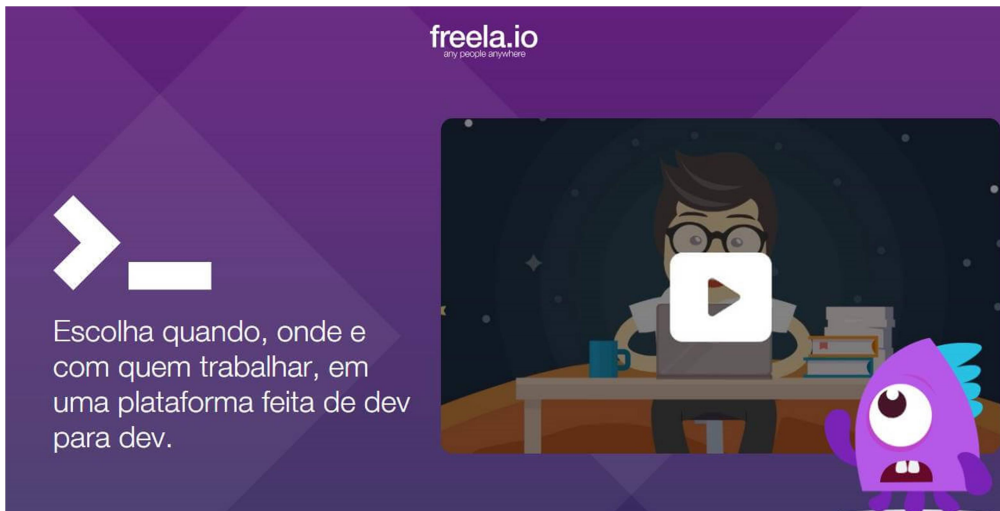 freela.io
any people anywhere
Escolha quando, onde e
com quem trabalhar, em
uma plataforma feita de dev
para dev.